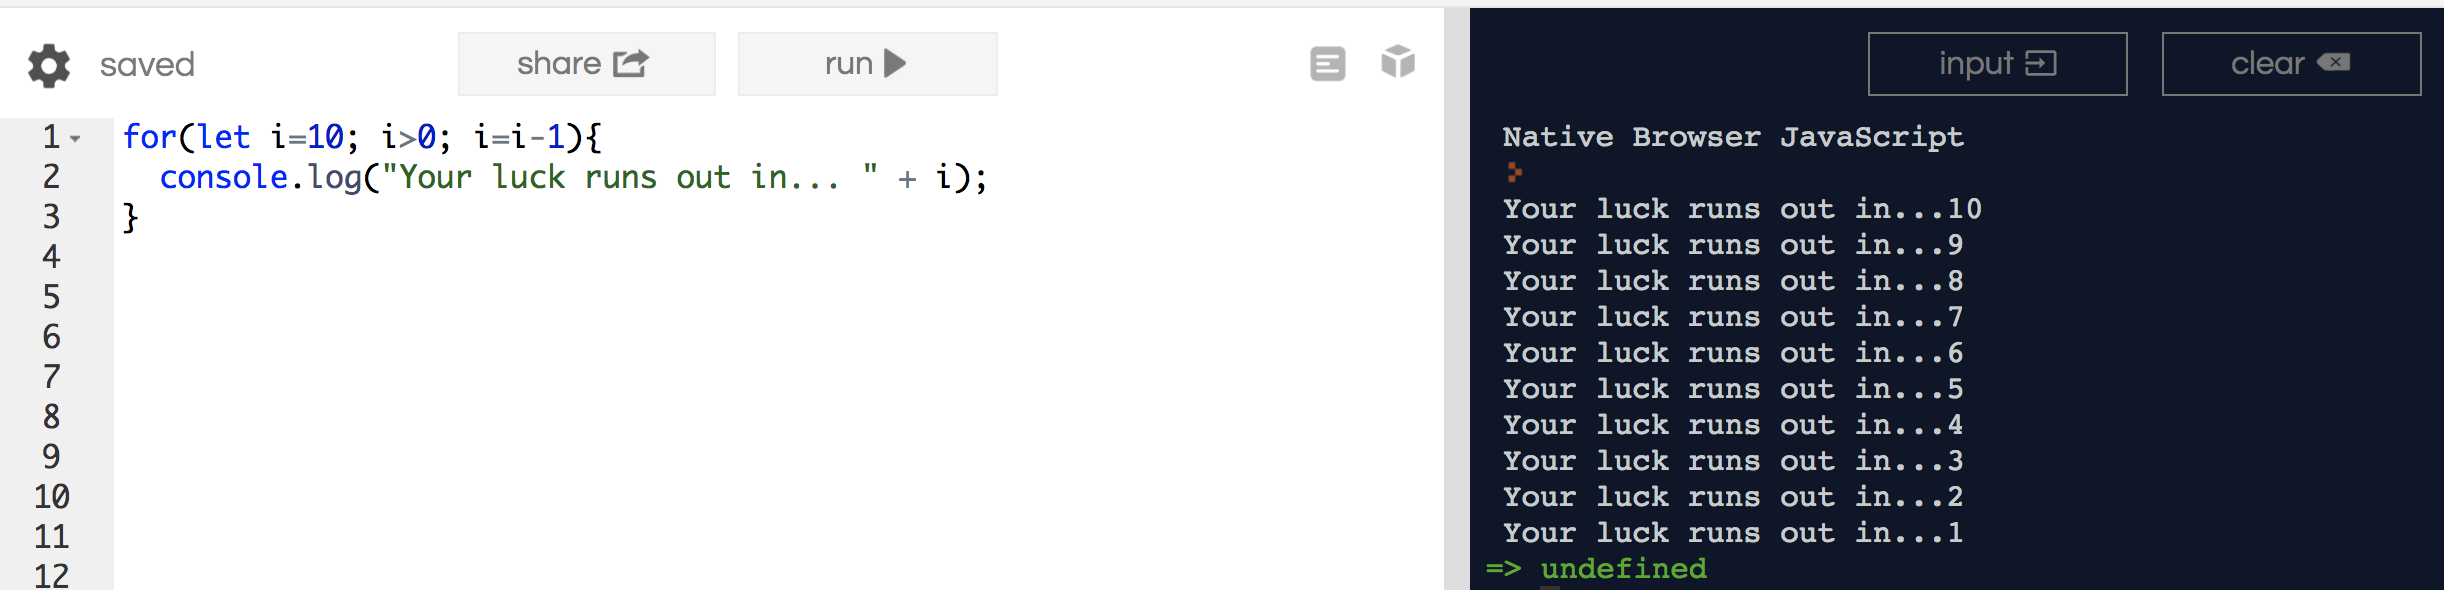 saved share run input clear
1 for(let i=10; i>0; i=i-1){
2 console.log("Your luck runs out in... " + i);
3 }
4
5
6
7
8
9
10
11
12
Native Browser JavaScript
Your luck runs out in...10
Your luck runs out in...9
Your luck runs out in...8
Your luck runs out in...7
Your luck runs out in...6
Your luck runs out in...5
Your luck runs out in...4
Your luck runs out in...3
Your luck runs out in...2
Your luck runs out in...1
=> undefined